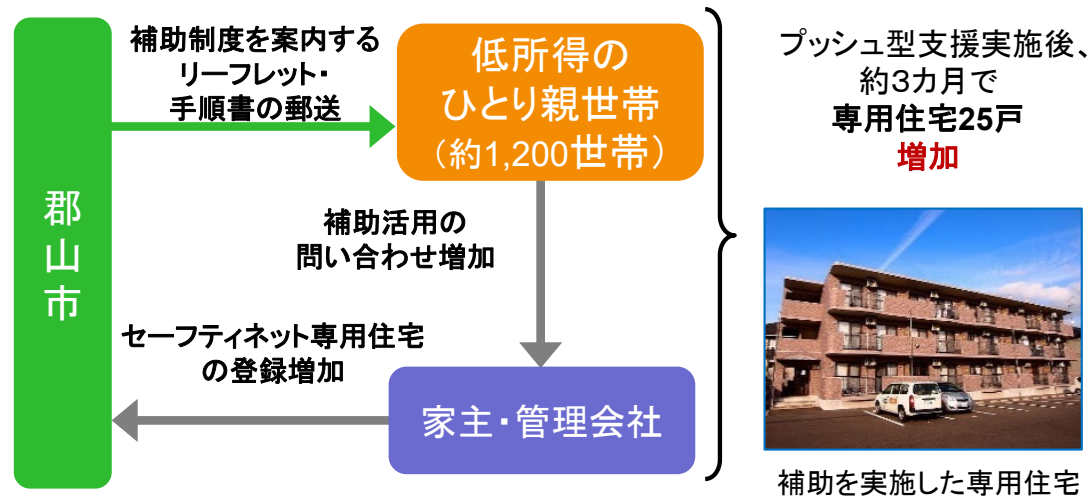 補助制度を案内する
リーフレット・
手順書の郵送
低所得の
ひとり親世帯
（約1,200世帯）
プッシュ型支援実施後、
約３カ月で
専用住宅25戸
増加
郡山市
補助活用の
問い合わせ増加
セーフティネット専用住宅
の登録増加
家主・管理会社
補助を実施した専用住宅